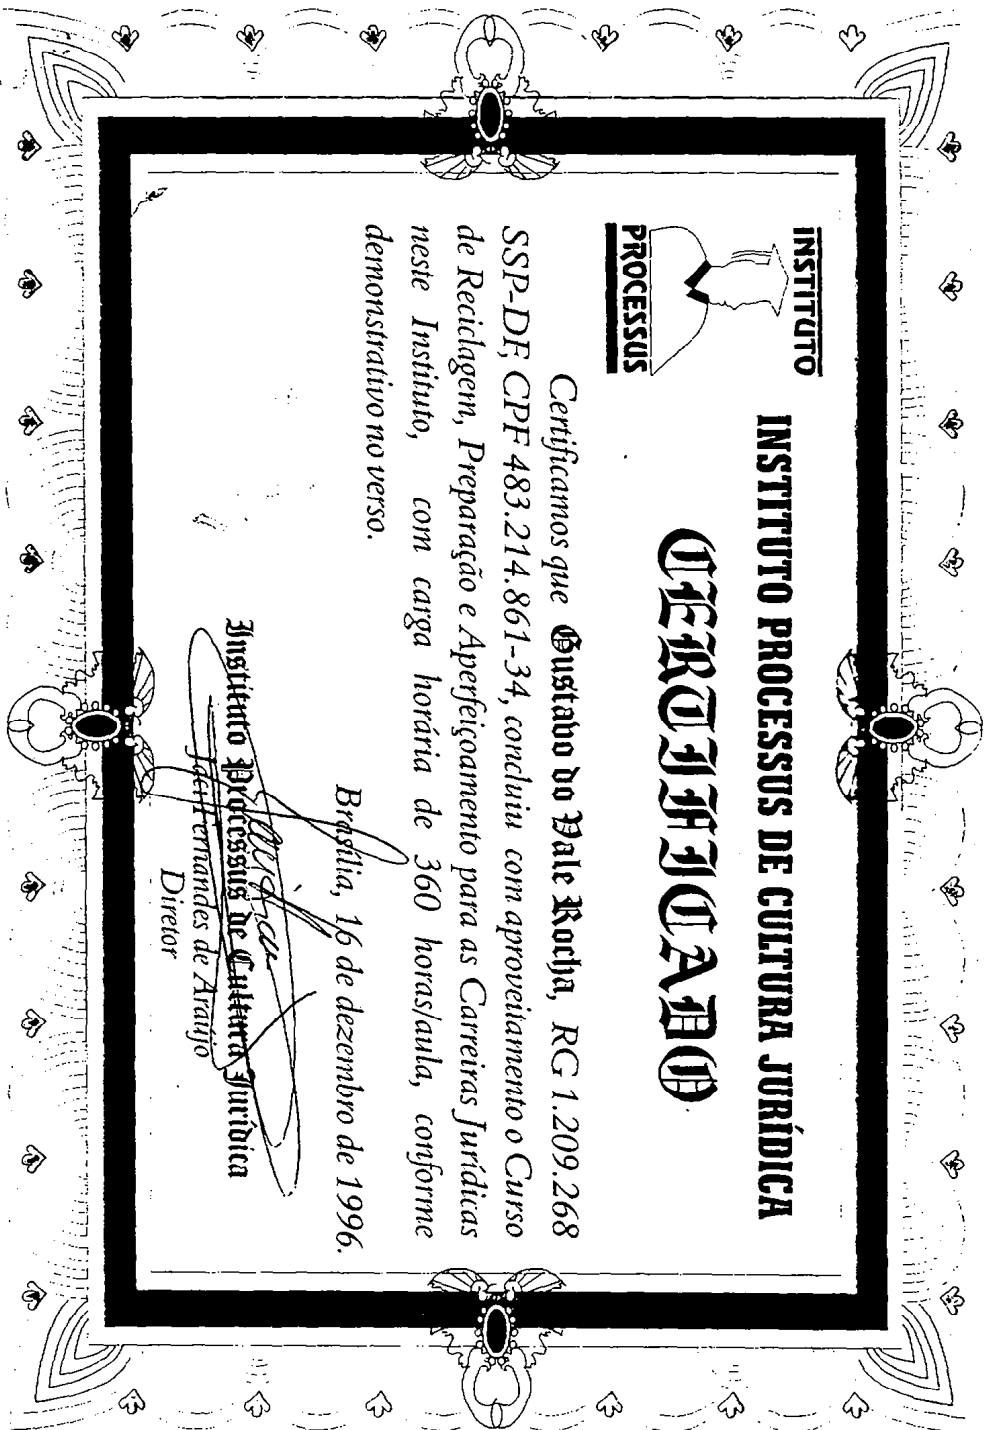 INSTITUTO
PROCESSUS
INSTITUTO PROCESSUS DE CULTURA JURÍDICA
CERTIFICADO
Certificamos que Gustavo do Vale Rocha, RG 1.209.268
SSP-DF, CPF 483.214.861-34, concluiu com aproveitamento o Curso
de Reciclagem, Preparação e Aperfeiçoamento para as Carreiras Jurídicas
neste Instituto, com carga horária de 360 horas/aula, conforme
demonstrativo no verso.
Brasília, 16 de dezembro de 1996.
Instituto Processus de Cultura Jurídica
Jaci Fernandes de Araújo
Diretor